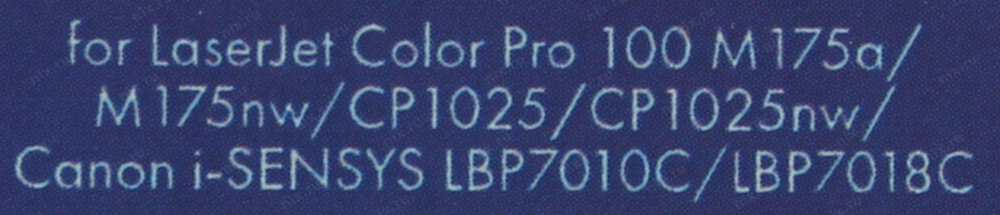 for LaserJet Color Pro 100 M175a/
M175nw/CP1025/CP1025nw/
Canon i-SENSYS LBP7010C/LBP7018C